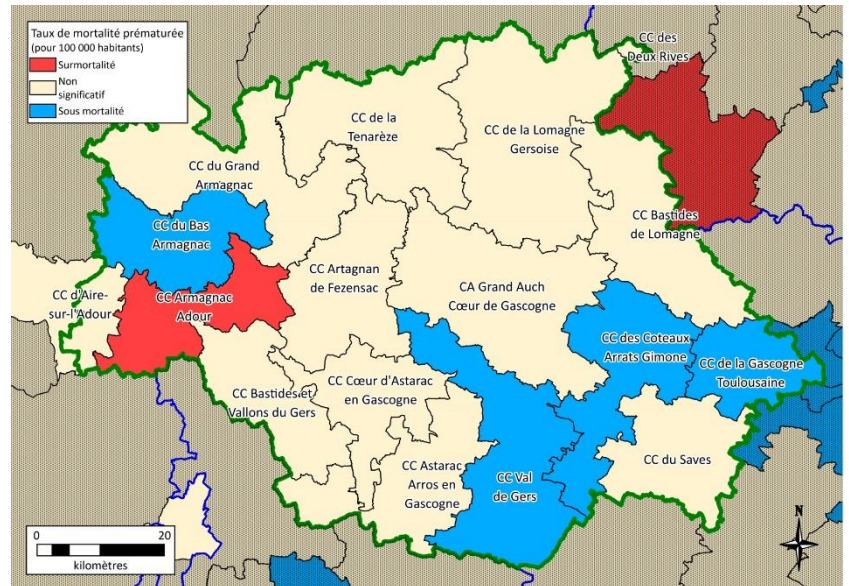 Taux de mortalité prématurée
(pour 100 000 habitants)
Surmortalité
Non
significatif
Sous mortalité
CC des
Deux Rives
CC de la
Tenarèze
CC de la Lomagne
Gersoise
CC du Grand
Armagnac
CC du Bas
Armagnac
CC Bastides
de Lomagne
CC Artagnan
de Fezensac
CA Grand Auch
Cœur de Gascogne
CC d'Aire-
sur-l'Adour
CC Armagnac
Adour
CC des Coteaux
Arrats Gimone
CC de la Gascogne
Toulousaine
CC Bastides et
Vallons du Gers
CC Cœur d'Astarac
en Gascogne
CC Astarac
Arros en
Gascogne
CC Val
de Gers
CC du Saves
N
0 20
kilomètres